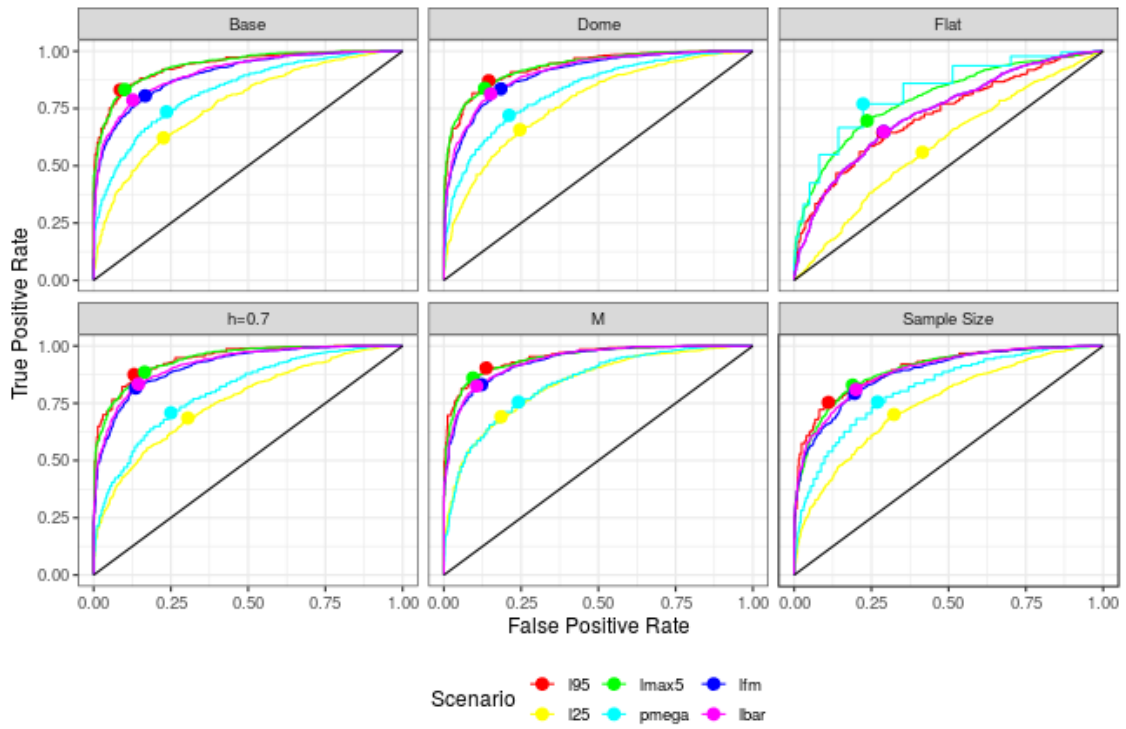 Base
Dome
Flat
1.00
0.75
0.50
0.25
0.00
h=0.7
M
Sample Size
1.00
0.75
0.50
0.25
0.00
True Positive Rate
0.00 0.25 0.50 0.75 1.00
0.00 0.25 0.50 0.75 1.00
0.00 0.25 0.50 0.75 1.00
False Positive Rate
Scenario
l95 lmax5 lfm
l25 pmega lbar